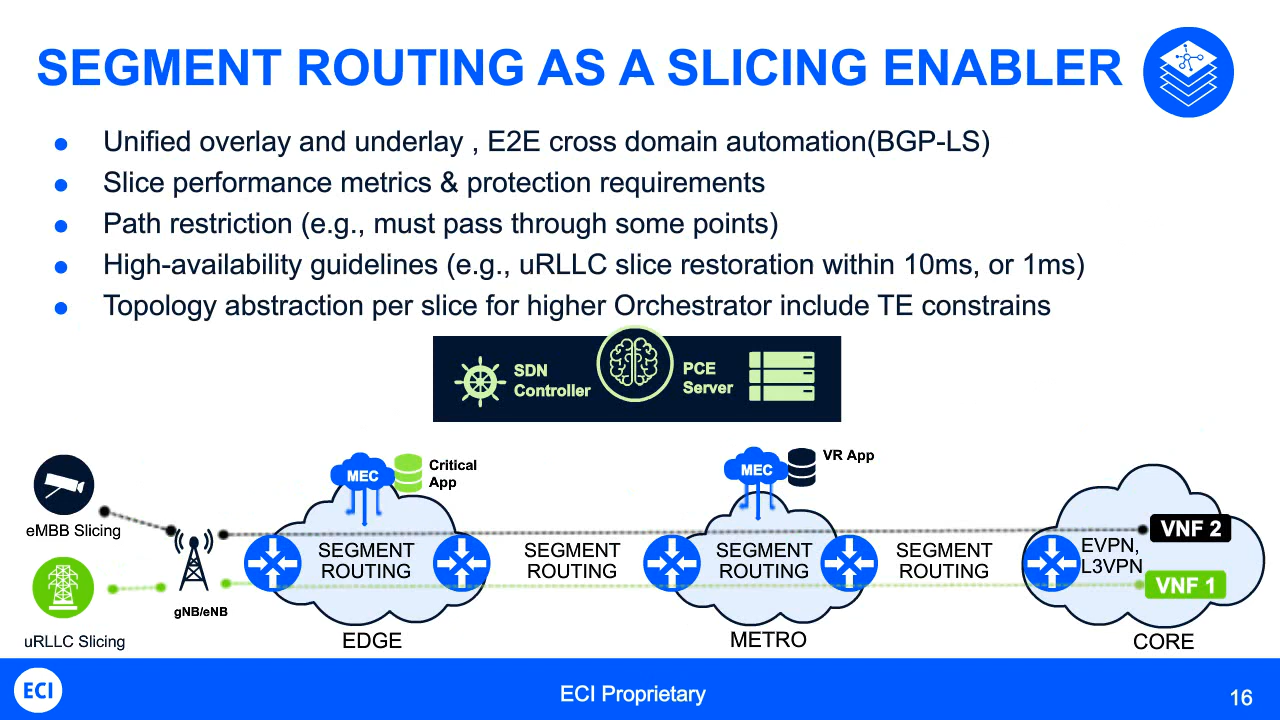 SEGMENT ROUTING AS A SLICING ENABLER
● Unified overlay and underlay , E2E cross domain automation(BGP-LS)
● Slice performance metrics & protection requirements
● Path restriction (e.g., must pass through some points)
● High-availability guidelines (e.g., uRLLC slice restoration within 10ms, or 1ms)
● Topology abstraction per slice for higher Orchestrator include TE constrains
SDN
Controller
PCE
Server
MEC
Critical
App
MEC
VR App
eMBB Slicing
VNF 2
SEGMENT
ROUTING
SEGMENT
ROUTING
SEGMENT
ROUTING
SEGMENT
ROUTING
EVPN,
L3VPN
VNF 1
gNB/eNB
uRLLC Slicing
EDGE
METRO
CORE
ECI
ECI Proprietary
16